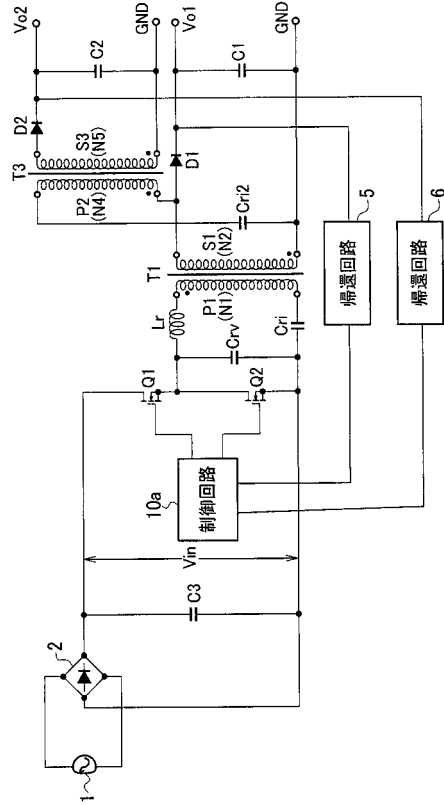 Vo2
GND
Vo1
GND
C2
C1
D2
S3
(N5)
T3
P2
(N4)
D1
Cri2
S1
(N2)
T1
P1
(N1)
Lr
Crv
Cri
帰還回路
5
帰還回路
6
Q1
Q2
10a
制御回路
Vin
C3
2
1